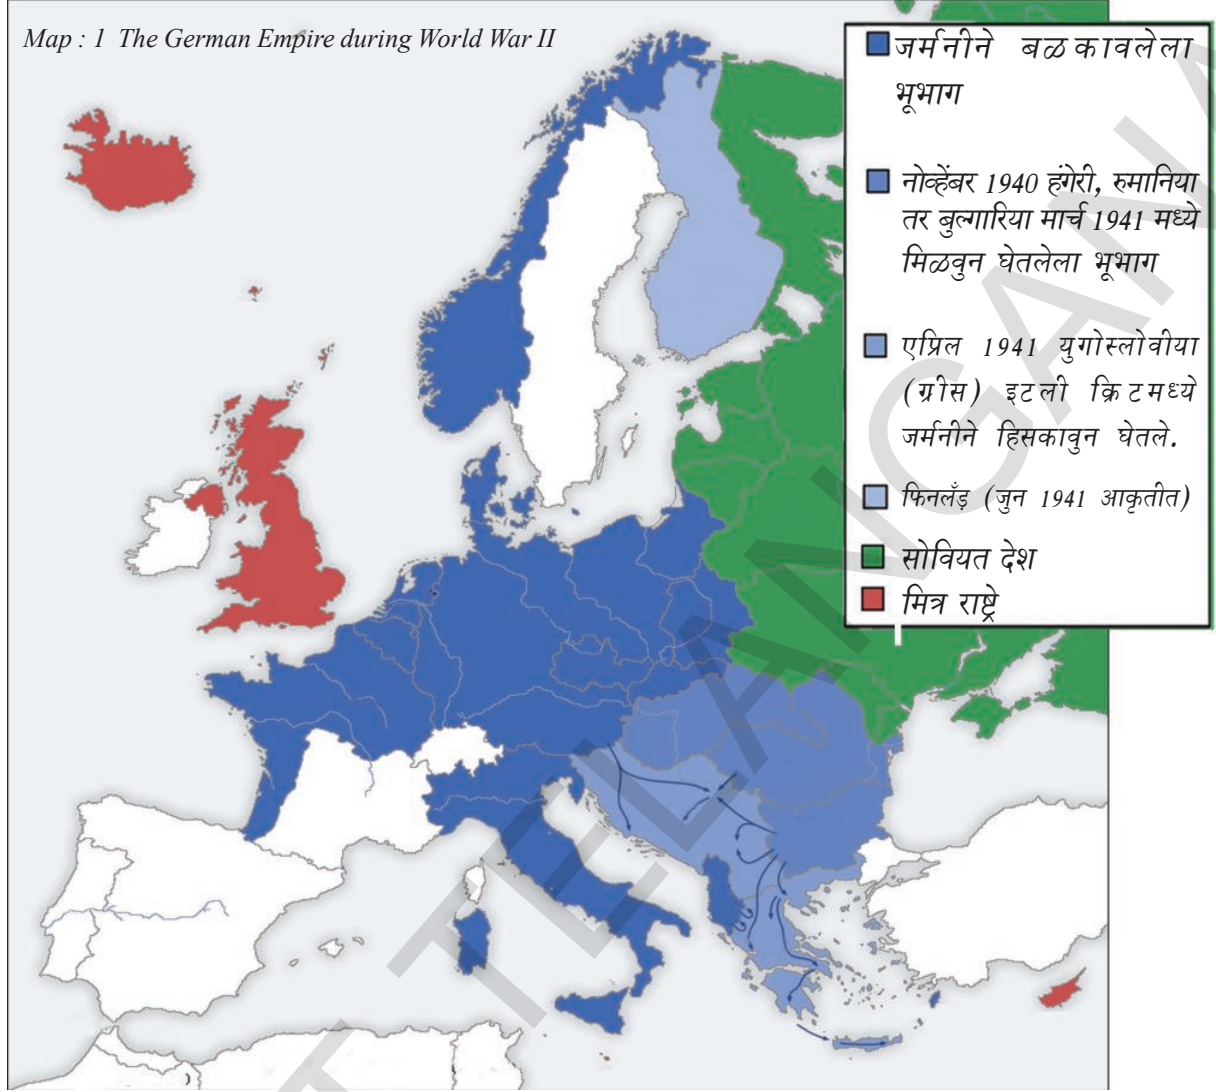 Map : 1 The German Empire during World War II
जर्मनीने बळकावलेला
भूभाग
नोव्हेंबर 1940 हंगेरी, रुमानिया
तर बुल्गारिया मार्च 1941 मध्ये
मिळवुन घेतलेला भूभाग
एप्रिल 1941 युगोस्लोवीया
(ग्रीस) इटली क्रिटमध्ये
जर्मनीने हिसकावुन घेतले.
फिनलँड़ (जुन 1941 आकृतीत)
सोवियत देश
मित्र राष्ट्रे
T TELANGANA